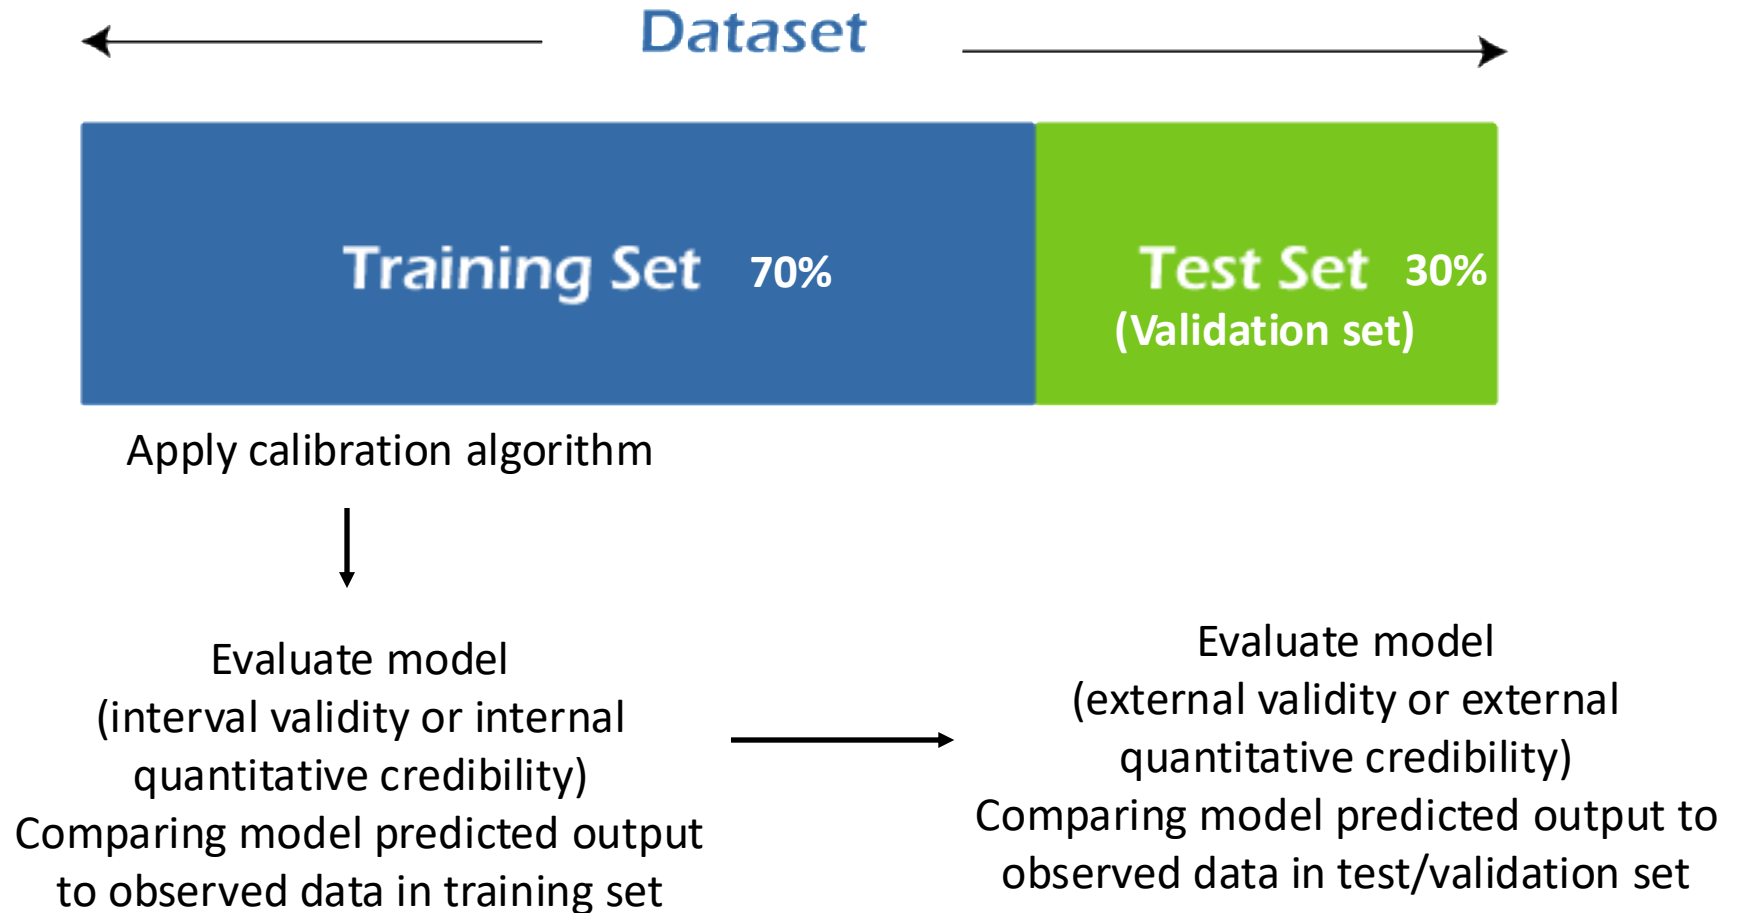 Dataset
Training Set 70%
Test Set 30%
(Validation set)
Apply calibration algorithm
Evaluate model
(interval validity or internal
quantitative credibility)
Comparing model predicted output
to observed data in training set
Evaluate model
(external validity or external
quantitative credibility)
Comparing model predicted output to
observed data in test/validation set